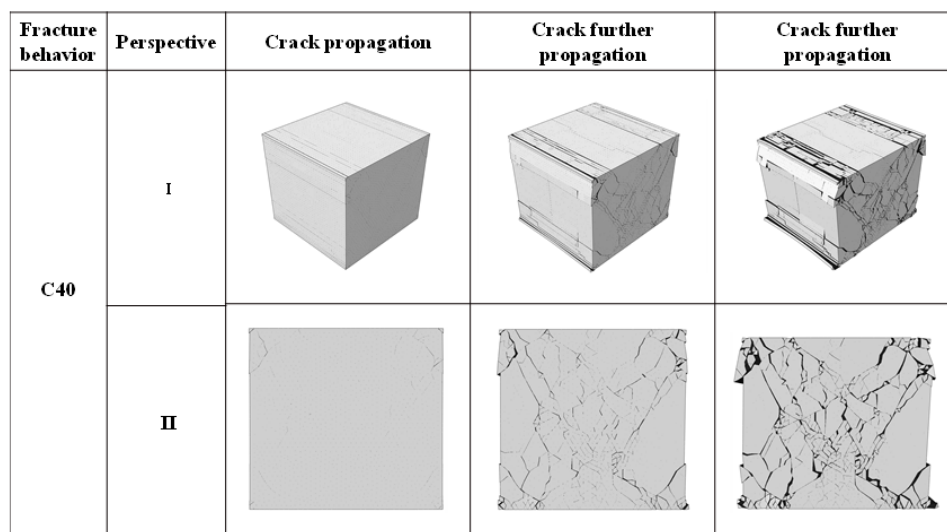 Fracture
behavior
Perspective
Crack propagation
Crack further
propagation
Crack further
propagation
C40
I
II